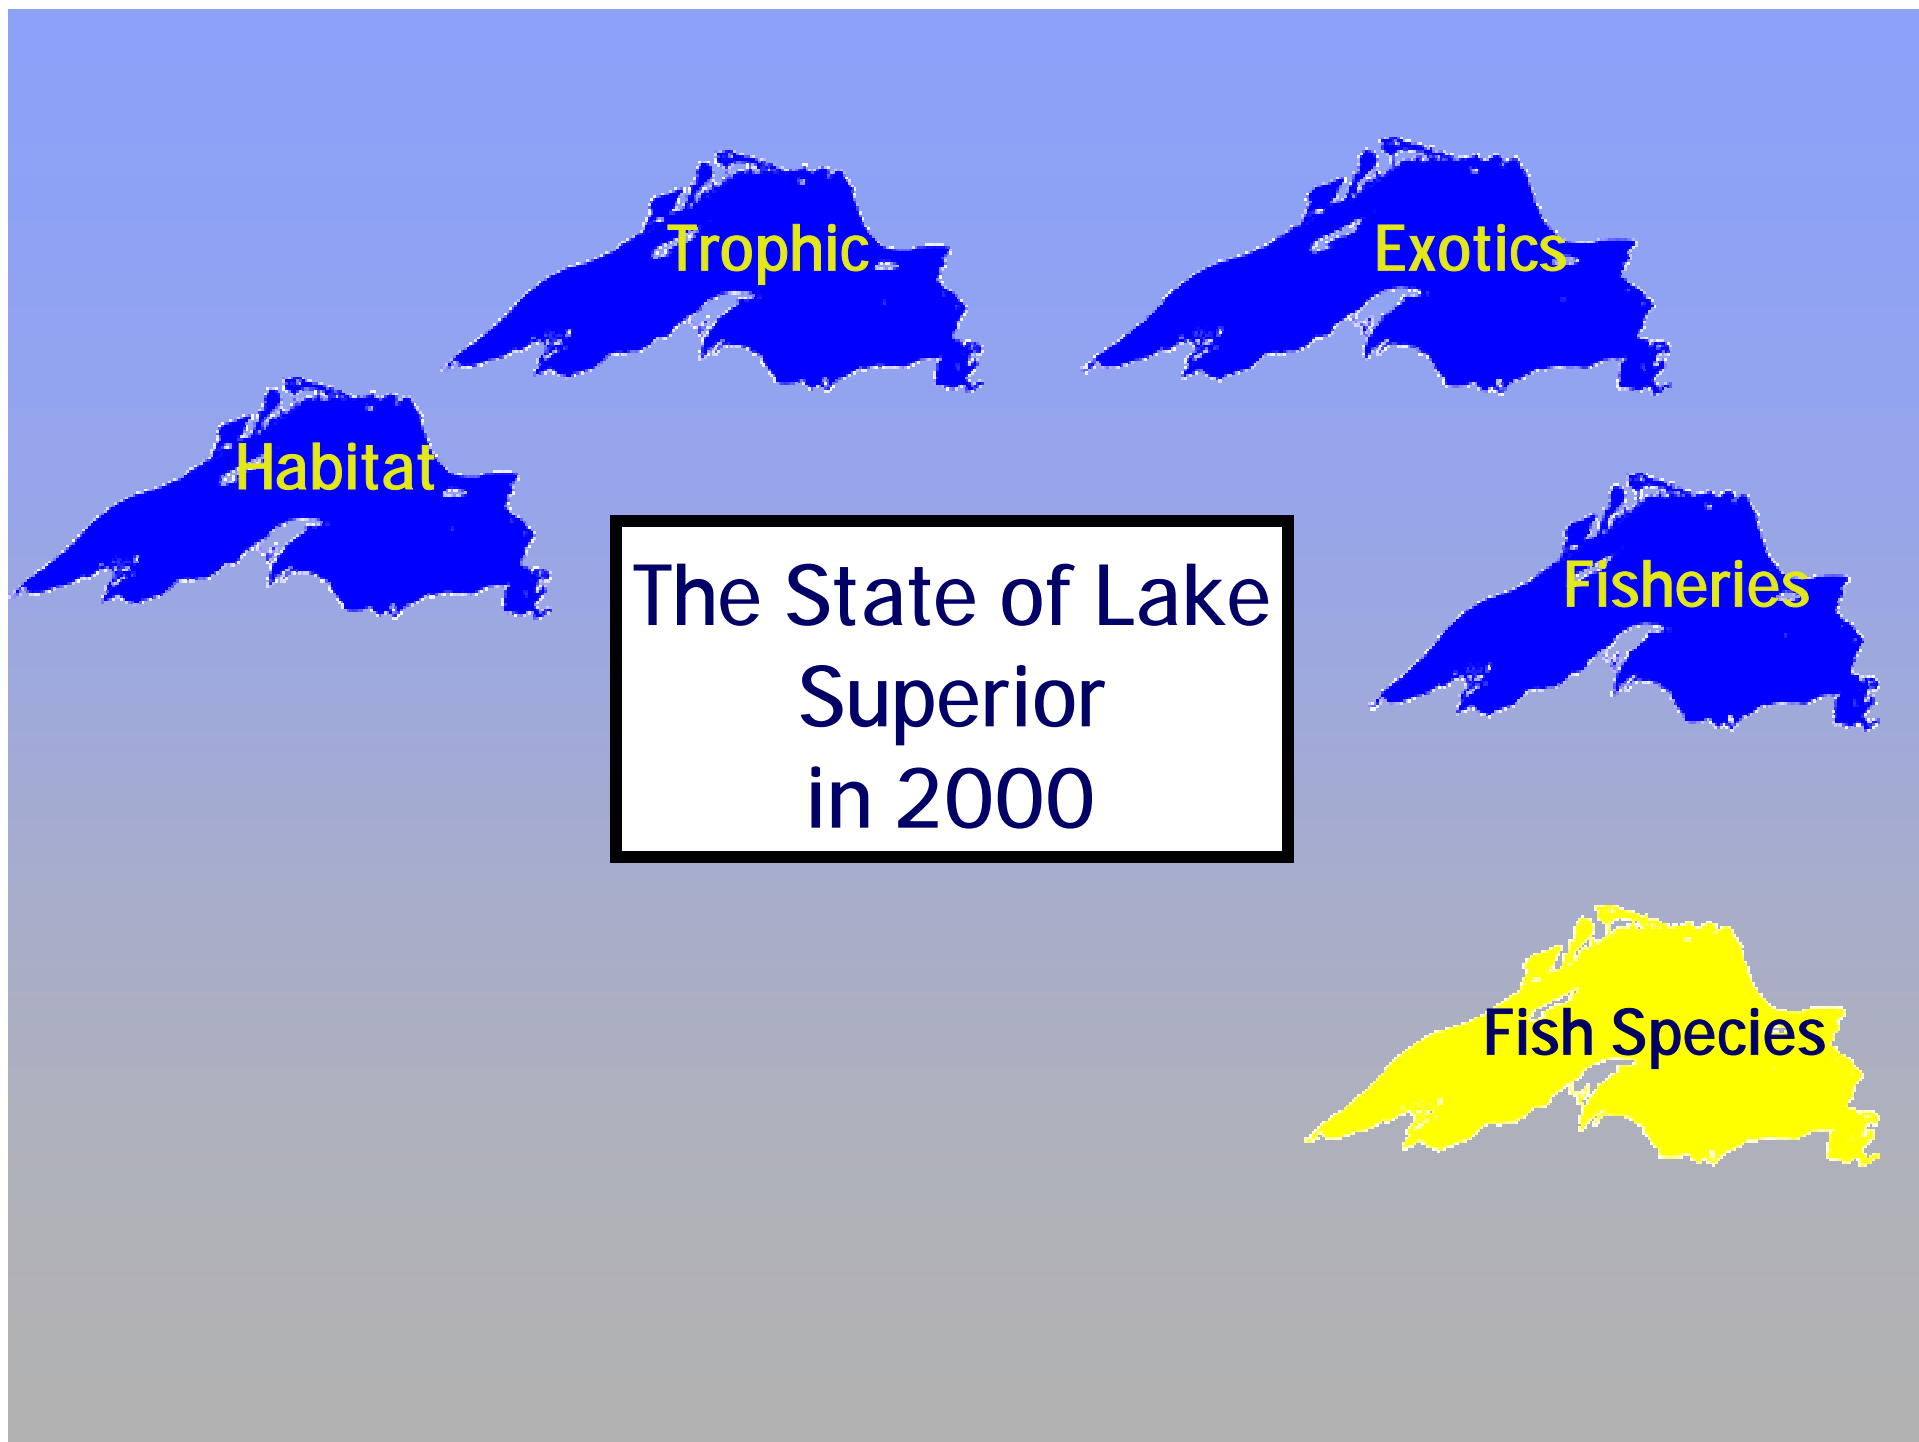 Trophic
Exotics
Habitat
Fisheries
The State of Lake
Superior
in 2000
Fish Species